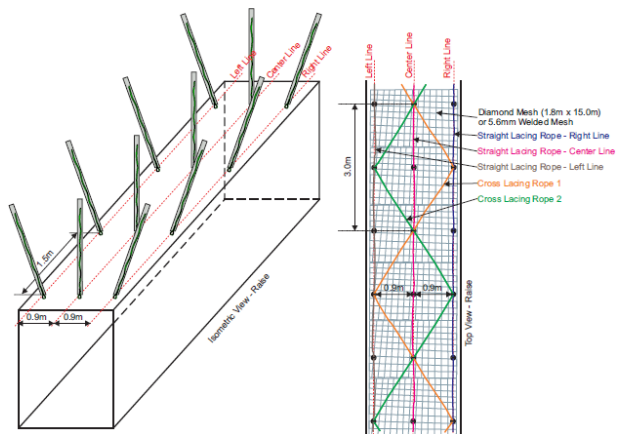 Left Line
Center Line
Right Line
1.5m
0.9m
0.9m
Isometric View - Raise
Left Line
Center Line
Right Line
3.0m
0.9m
0.9m
Diamond Mesh (1.8m x 15.0m)
or 5.6mm Welded Mesh
Straight Lacing Rope - Right Line
Straight Lacing Rope - Center Line
Straight Lacing Rope - Left Line
Cross Lacing Rope 1
Cross Lacing Rope 2
Top View - Raise